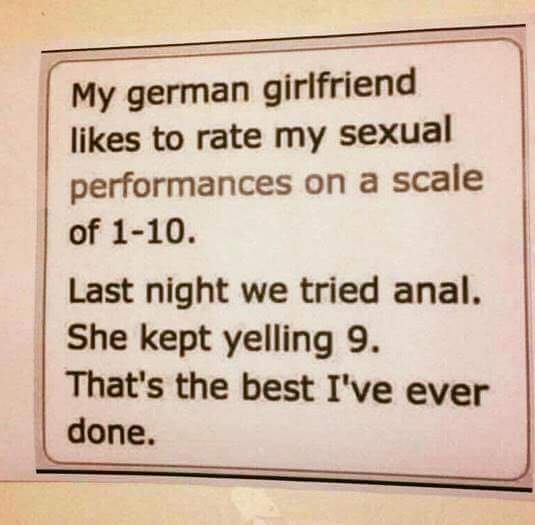 My german girlfriend
likes to rate my sexual
performances on a scale
of 1-10.
Last night we tried anal.
She kept yelling 9.
That's the best I've ever
done.